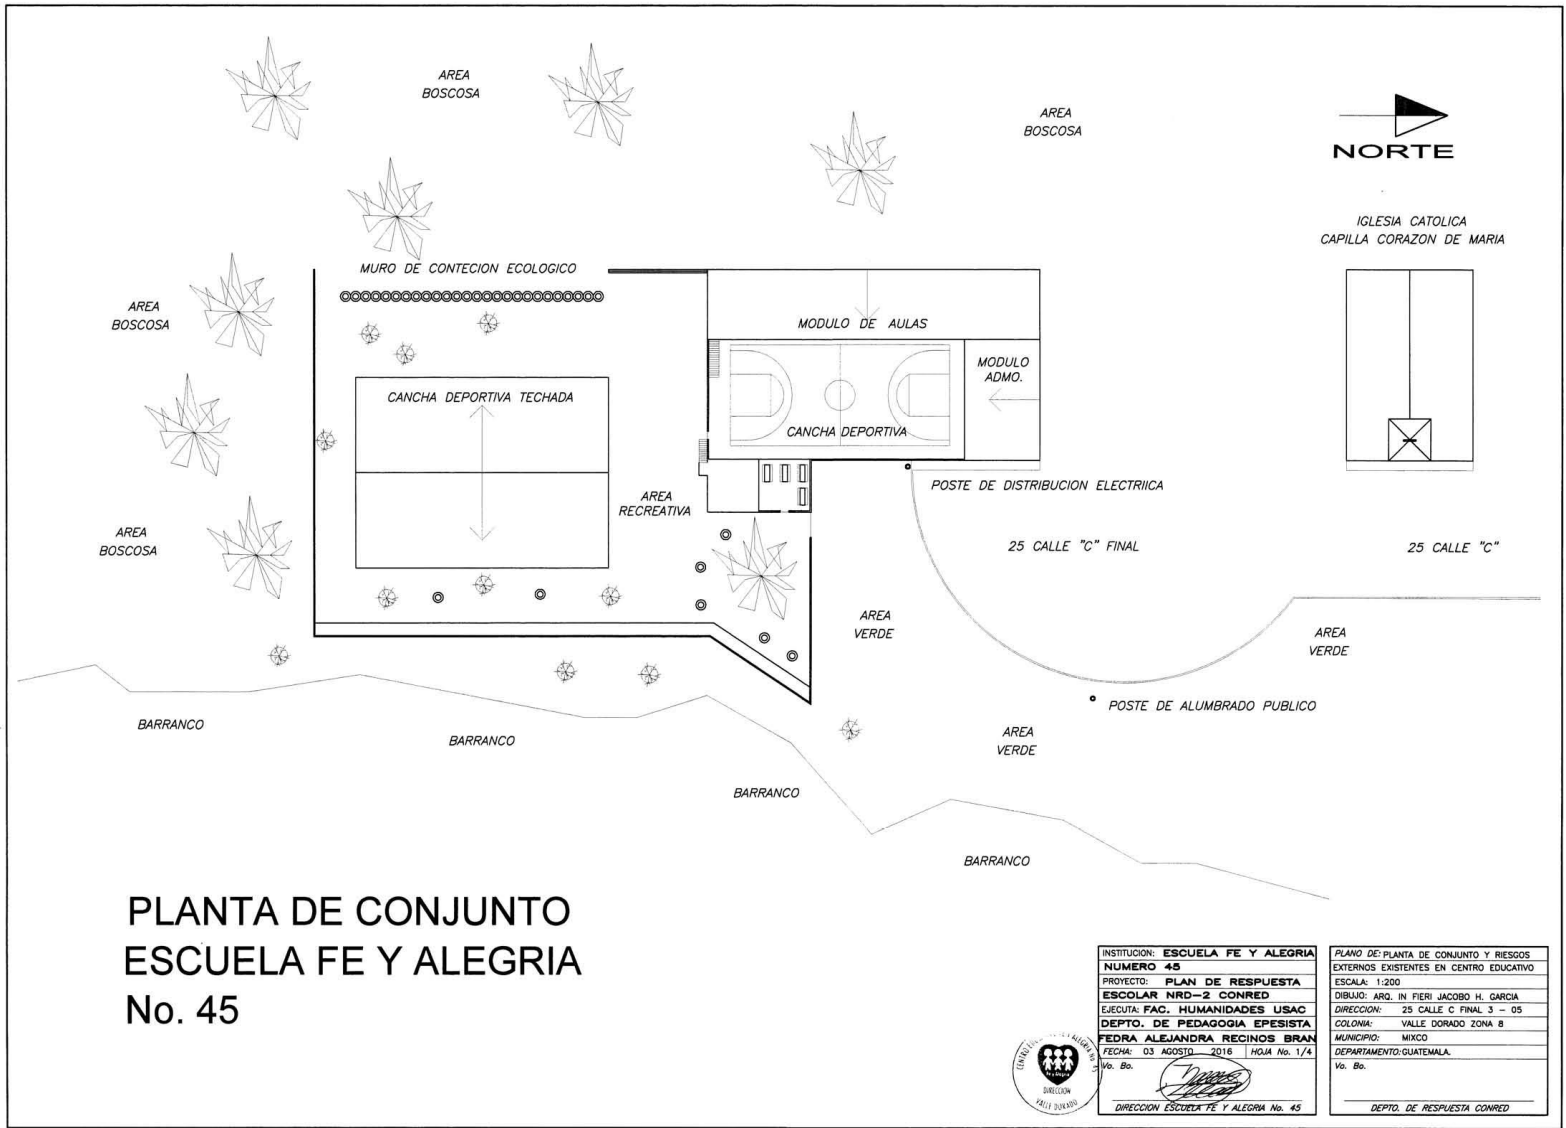 AREA
BOSCOSA
AREA
BOSCOSA
NORTE
IGLESIA CATOLICA
CAPILLA CORAZON DE MARIA
MURO DE CONTECION ECOLOGICO
AREA
BOSCOSA
MODULO DE AULAS
MODULO
ADMO.
CANCHA DEPORTIVA TECHADA
CANCHA DEPORTIVA
POSTE DE DISTRIBUCION ELECTRIICA
AREA
RECREATIVA
AREA
BOSCOSA
25 CALLE "C" FINAL
25 CALLE "C"
AREA
VERDE
AREA
VERDE
POSTE DE ALUMBRADO PUBLICO
BARRANCO
BARRANCO
AREA
VERDE
BARRANCO
BARRANCO
PLANTA DE CONJUNTO
ESCUELA FE Y ALEGRIA
No. 45
INSTITUCION: ESCUELA FE Y ALEGRIA
NUMERO 45
PROYECTO: PLAN DE RESPUESTA
ESCOLAR NRD-2 CONRED
EJECUTA: FAC. HUMANIDADES USAC
DEPTO. DE PEDAGOGIA EPESISTA
FEDRA ALEJANDRA RECINOS BRAN
FECHA: 03 AGOSTO 2016 HOJA No. 1/4
Vo. Bo.
DIRECCION ESCUELA FE Y ALEGRIA No. 45
PLANO DE: PLANTA DE CONJUNTO Y RIESGOS
EXTERNOS EXISTENTES EN CENTRO EDUCATIVO
ESCALA: 1:200
DIBUJO: ARQ. IN FIERI JACOBO H. GARCIA
DIRECCION: 25 CALLE C FINAL 3 - 05
COLONIA: VALLE DORADO ZONA 8
MUNICIPIO: MIXCO
DEPARTAMENTO: GUATEMALA.
Vo. Bo.
DEPTO. DE RESPUESTA CONRED
Fe y Alegria
DIRECCION
VALLE DORADO